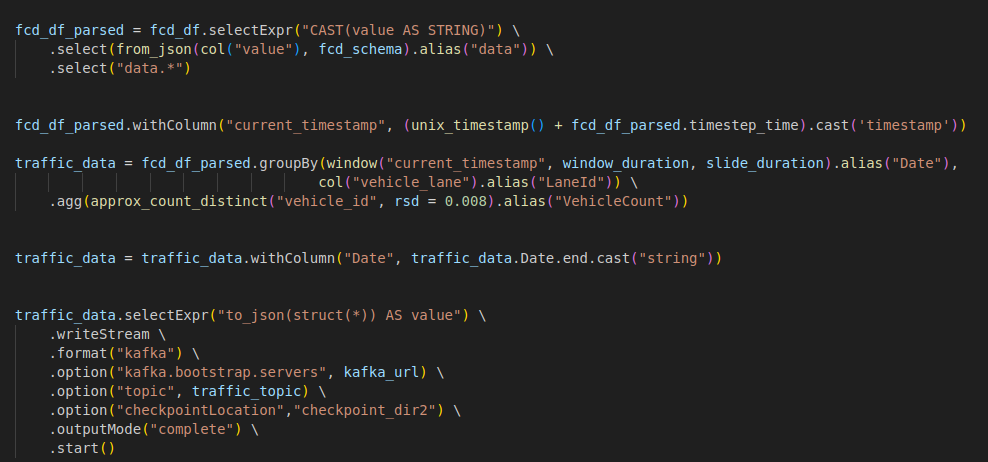 fcd_df_parsed = fcd_df.selectExpr("CAST(value AS STRING)") \
    .select(from_json(col("value"), fcd_schema).alias("data")) \
    .select("data.*")
fcd_df_parsed.withColumn("current_timestamp", (unix_timestamp() + fcd_df_parsed.timestep_time).cast('timestamp'))
traffic_data = fcd_df_parsed.groupBy(window("current_timestamp", window_duration, slide_duration).alias("Date"),
                                    col("vehicle_lane").alias("LaneId")) \
    .agg(approx_count_distinct("vehicle_id", rsd = 0.008).alias("VehicleCount"))
traffic_data = traffic_data.withColumn("Date", traffic_data.Date.end.cast("string"))
traffic_data.selectExpr("to_json(struct(*)) AS value") \
    .writeStream \
    .format("kafka") \
    .option("kafka.bootstrap.servers", kafka_url) \
    .option("topic", traffic_topic) \
    .option("checkpointLocation","checkpoint_dir2") \
    .outputMode("complete") \
    .start()